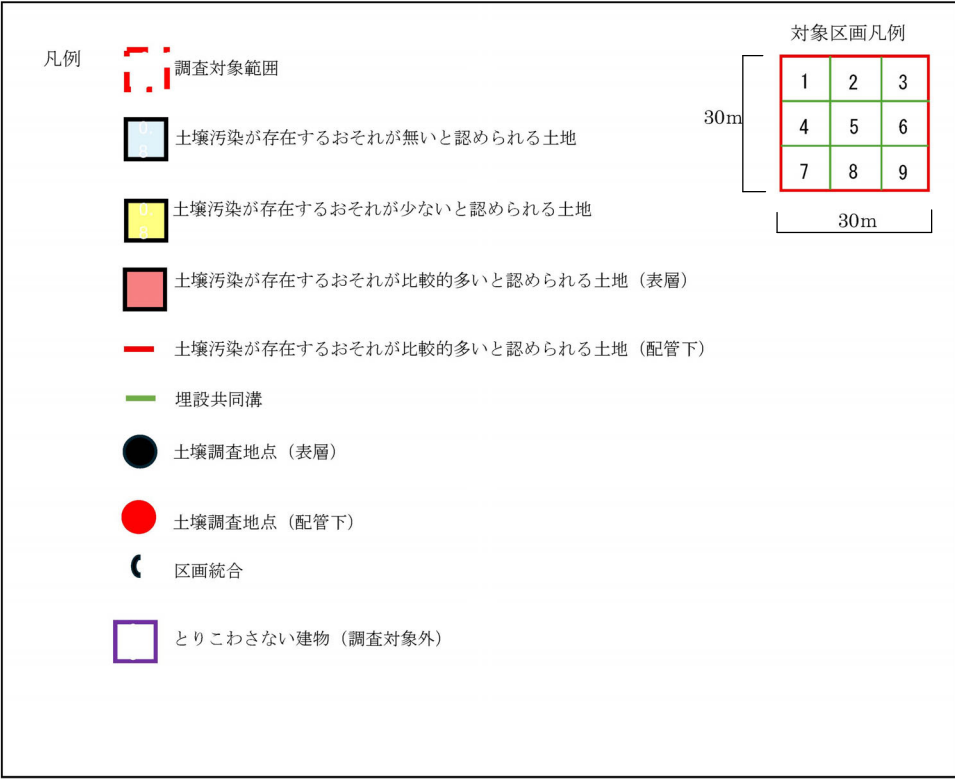 凡例
調査対象範囲
土壌汚染が存在するおそれが無いと認められる土地
0.
8
土壌汚染が存在するおそれが少ないと認められる土地
0.
8
土壌汚染が存在するおそれが比較的多いと認められる土地（表層）
土壌汚染が存在するおそれが比較的多いと認められる土地（配管下）
埋設共同溝
土壌調査地点（表層）
土壌調査地点（配管下）
区画統合
とりこわさない建物（調査対象外）
対象区画凡例
30m
1 2 3
4 5 6
7 8 9
30m